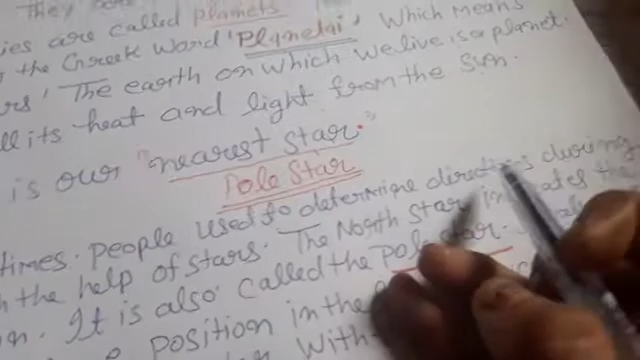 They
ies are called planets
the Greek Word 'Planetai' Which means
rs' The earth on which we live is a planet.
ll its heat and light from the Sun.
is our "nearest star."
Pole Star
times. People used to determine directions during
the help of stars. The North Star the
on. It is also called the Pole star.
position in the
With